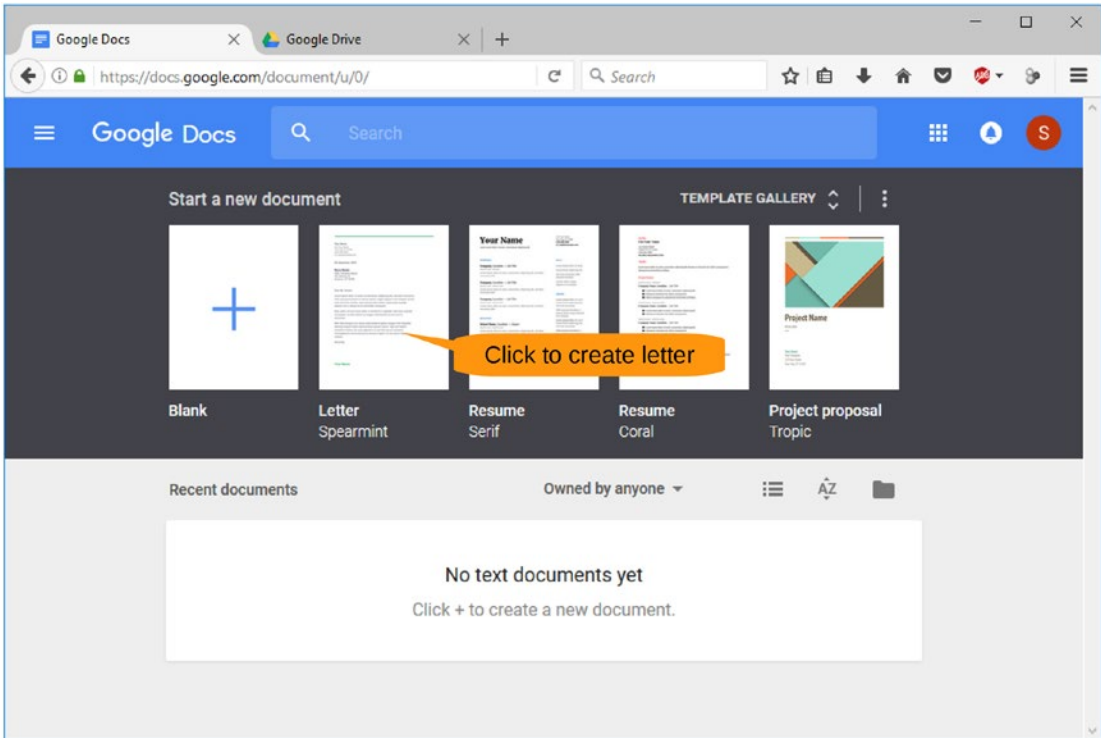 Google Docs
Google Drive
https://docs.google.com/document/u/0/
Search
Google Docs
Search
S
Start a new document
TEMPLATE GALLERY
Your Name
Project Name
Click to create letter
Blank
Letter
Resume
Resume
Project proposal
Spearmint
Serif
Coral
Tropic
Recent documents
Owned by anyone
AZ
No text documents yet
Click + to create a new document.